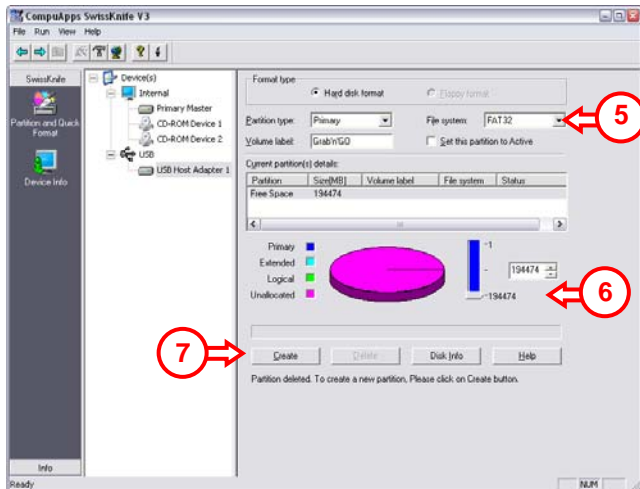 CompuApps SwissKnife V3
File Run View Help
SwissKnife
Partition and Quick
Format
Device Info
Info
Device(s)
Internal
Primary Master
CD-ROM Device 1
CD-ROM Device 2
USB
USB Host Adapter 1
Format type
Hard disk format
Floppy format
Partition type: Primary File system: FAT32
5
Volume label: Grab'n'GO Set this partition to Active
Current partition(s) details:
Partition Size[MB] Volume label File system Status
Free Space 194474
Primary
Extended
Logical
Unallocated
1
194474
194474
6
7
Create Delete Disk Info Help
Partition deleted. To create a new partition, Please click on Create button.
Ready NUM